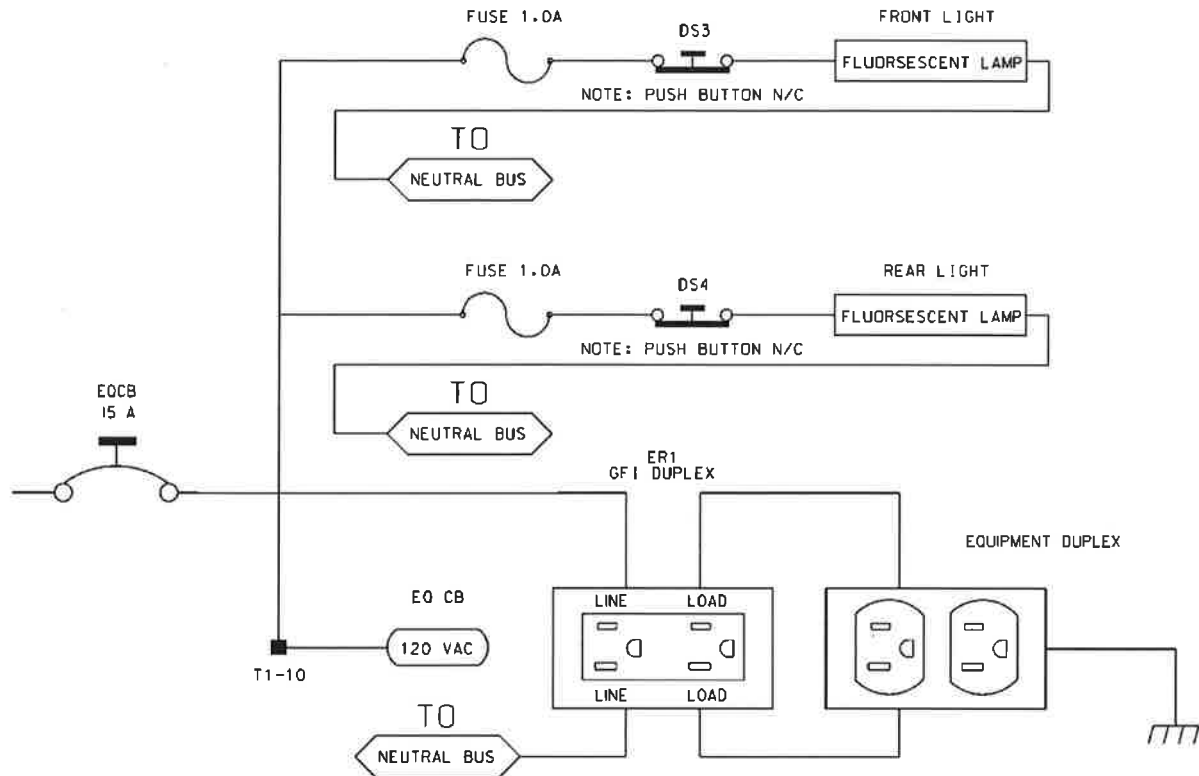 FUSE 1.0A
DS3
FRONT LIGHT
FLUORSESCENT LAMP
NOTE: PUSH BUTTON N/C
TO
NEUTRAL BUS
FUSE 1.0A
DS4
REAR LIGHT
FLUORSESCENT LAMP
NOTE: PUSH BUTTON N/C
TO
NEUTRAL BUS
EQCB
15 A
ER1
GFI DUPLEX
EQUIPMENT DUPLEX
EQ CB
120 VAC
T1-10
LINE LOAD
LINE LOAD
TO
NEUTRAL BUS